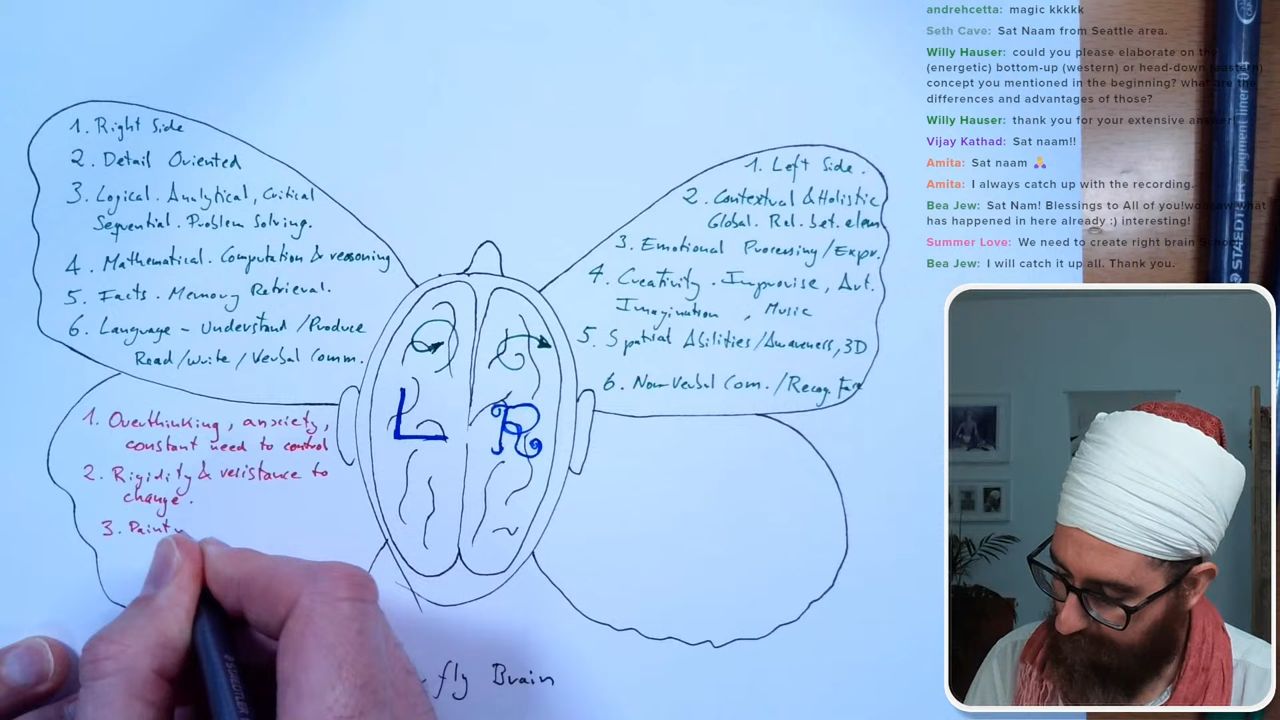 1. Right Side
2. Detail Oriented
3. Logical. Analytical, Critical
Sequential. Problem Solving.
4. Mathematical. Computation & reasoning
5. Facts. Memory Retrieval.
6. Language - Understand / Produce
Read/Write / Verbal Comm.
1. Overthinking, anxiety,
constant need to control
2. Rigidity & resistance to
change.
3.
L
R
1. Left Side.
2. Contextual & Holistic
Global. Rel. bet. elem
3. Emotional Processing/Expr.
4. Creativity. Improvise, Art.
Imagination, Music
5. Spatial Abilities/Awareness, 3D
6. Non-Verbal Com. / Recog. Face
fly Brain
andrehcetta: magic kkkkk
Seth Cave: Sat Naam from Seattle area.
Willy Hauser: could you please elaborate on the
(energetic) bottom-up (western) or head-down (eastern)
concept you mentioned in the beginning? what are the
differences and advantages of those?
Willy Hauser: thank you for your extensive answer
Vijay Kathad: Sat naam!!
Amita: Sat naam 🙏
Amita: I always catch up with the recording.
Bea Jew: Sat Nam! Blessings to All of you! what
has happened in here already :) interesting!
Summer Love: We need to create right brain
Bea Jew: I will catch it up all. Thank you.
STAEDTLER pigment liner 0.4